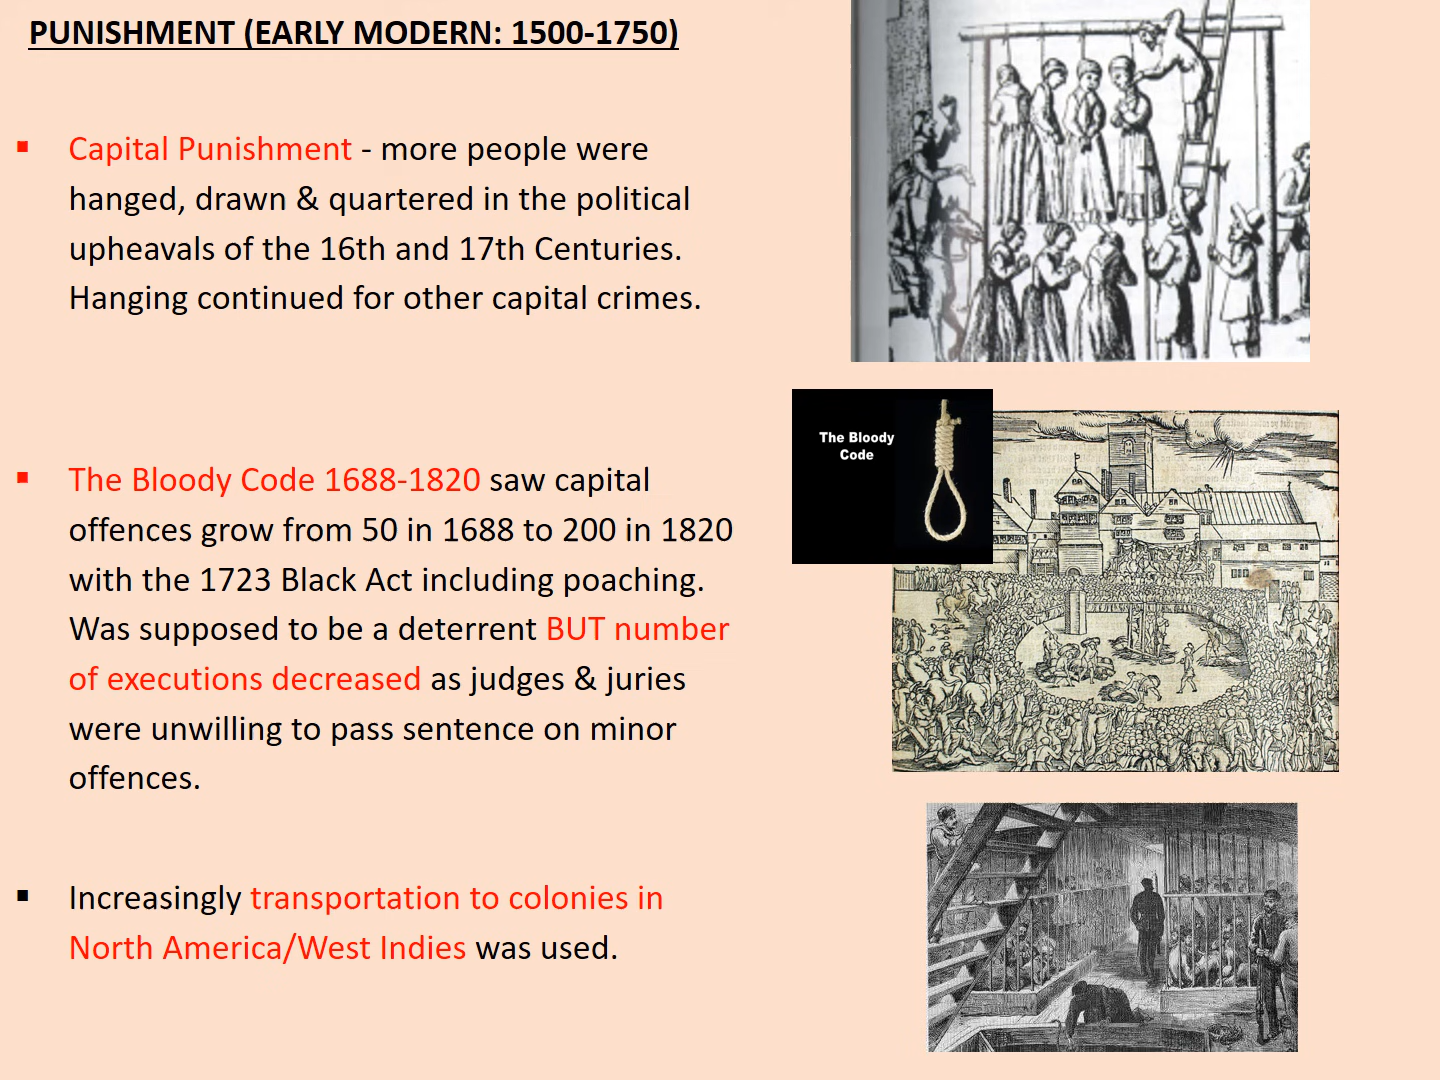 PUNISHMENT (EARLY MODERN: 1500-1750)
▪ Capital Punishment - more people were
hanged, drawn & quartered in the political
upheavals of the 16th and 17th Centuries.
Hanging continued for other capital crimes.
The Bloody
Code
▪ The Bloody Code 1688-1820 saw capital
offences grow from 50 in 1688 to 200 in 1820
with the 1723 Black Act including poaching.
Was supposed to be a deterrent BUT number
of executions decreased as judges & juries
were unwilling to pass sentence on minor
offences.
▪ Increasingly transportation to colonies in
North America/West Indies was used.